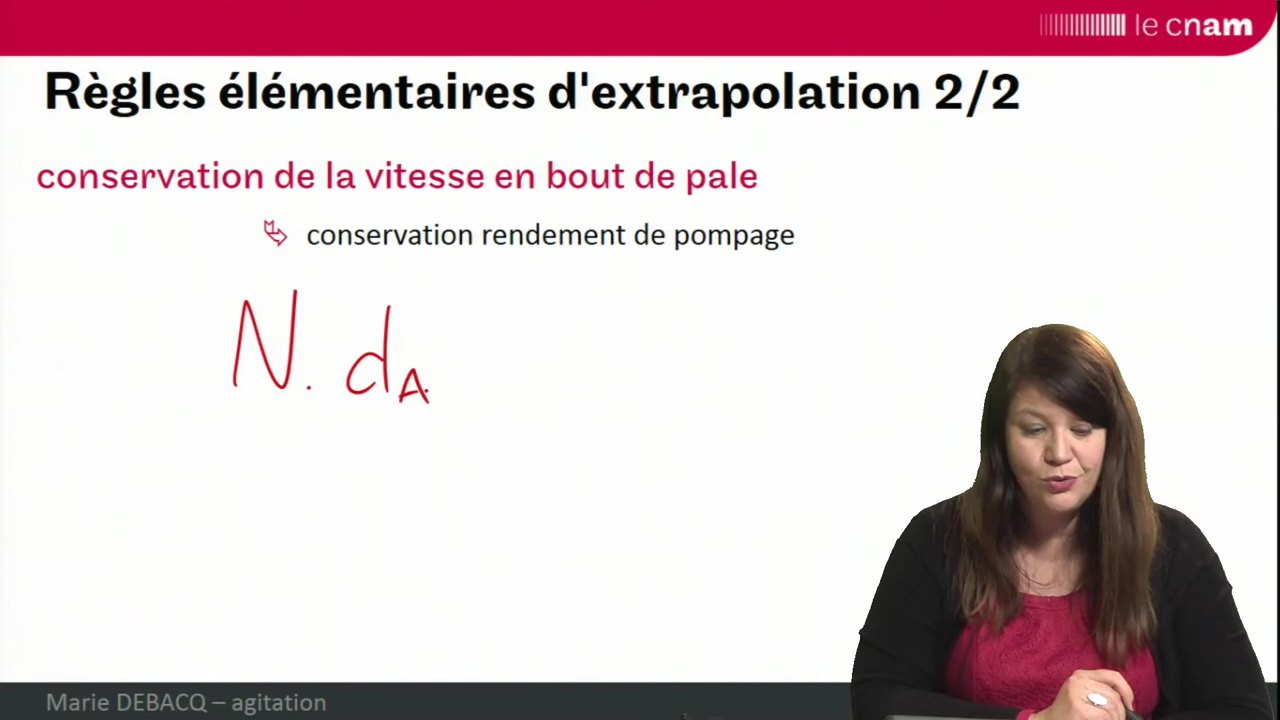 le cnam
Règles élémentaires d'extrapolation 2/2
conservation de la vitesse en bout de pale
conservation rendement de pompage
N. dA
Marie DEBACQ – agitation